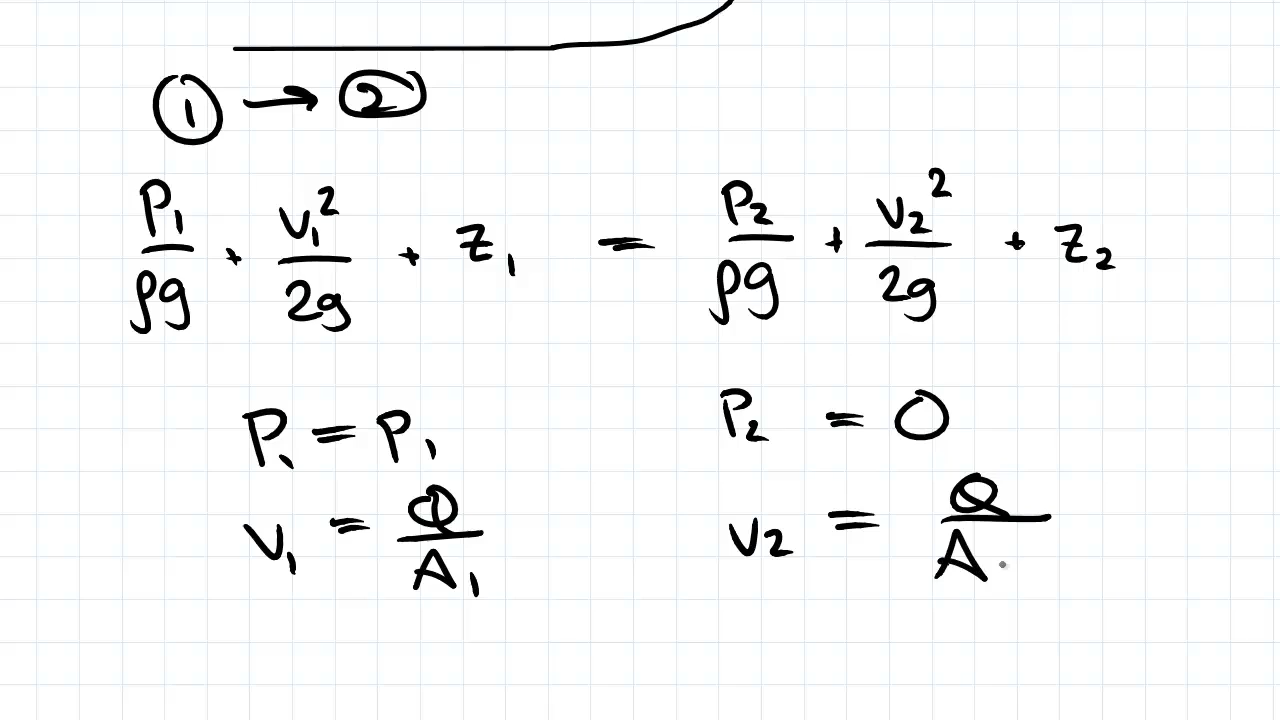 ① → ②
P₁/ρg + v₁²/2g + z₁ = P₂/ρg + v₂²/2g + z₂
P₁ = P₁ P₂ = 0
v₁ = Q/A₁ v₂ = Q/A